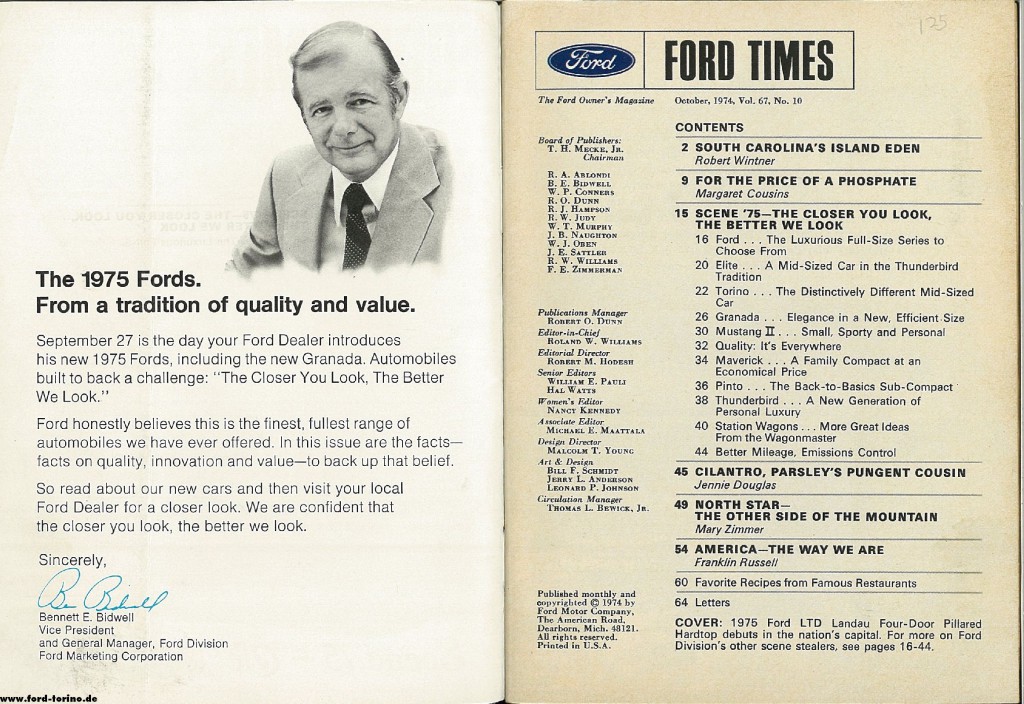 The 1975 Fords.
From a tradition of quality and value.
September 27 is the day your Ford Dealer introduces
his new 1975 Fords, including the new Granada. Automobiles
built to back a challenge: "The Closer You Look, The Better
We Look."
Ford honestly believes this is the finest, fullest range of
automobiles we have ever offered. In this issue are the facts—
facts on quality, innovation and value—to back up that belief.
So read about our new cars and then visit your local
Ford Dealer for a closer look. We are confident that
the closer you look, the better we look.
Sincerely,
Ben Bidwell
Bennett E. Bidwell
Vice President
and General Manager, Ford Division
Ford Marketing Corporation
www.ford-torino.de
125
Ford
FORD TIMES
The Ford Owner's Magazine
October, 1974, Vol. 67, No. 10
Board of Publishers:
T. H. Mecke, Jr.
Chairman
R. A. Ablondi
B. E. Bidwell
W. P. Conners
R. O. Dunn
R. J. Hampson
R. W. Judy
W. T. Murphy
J. B. Naughton
W. J. Oben
J. E. Sattler
R. W. Williams
F. E. Zimmerman
Publications Manager
Robert O. Dunn
Editor-in-Chief
Roland W. Williams
Editorial Director
Robert M. Hodesh
Senior Editors
William E. Pauli
Hal Watts
Women's Editor
Nancy Kennedy
Associate Editor
Michael E. Maattala
Design Director
Malcolm T. Young
Art & Design
Bill F. Schmidt
Jerry L. Anderson
Leonard P. Johnson
Circulation Manager
Thomas L. Bewick, Jr.
Published monthly and
copyrighted © 1974 by
Ford Motor Company,
The American Road,
Dearborn, Mich. 48121.
All rights reserved.
Printed in U.S.A.
CONTENTS
2 SOUTH CAROLINA'S ISLAND EDEN
Robert Wintner
9 FOR THE PRICE OF A PHOSPHATE
Margaret Cousins
15 SCENE '75—THE CLOSER YOU LOOK,
THE BETTER WE LOOK
16 Ford . . . The Luxurious Full-Size Series to
Choose From
20 Elite . . . A Mid-Sized Car in the Thunderbird
Tradition
22 Torino . . . The Distinctively Different Mid-Sized
Car
26 Granada . . . Elegance in a New, Efficient Size
30 Mustang II . . . Small, Sporty and Personal
32 Quality: It's Everywhere
34 Maverick . . . A Family Compact at an
Economical Price
36 Pinto . . . The Back-to-Basics Sub-Compact
38 Thunderbird . . . A New Generation of
Personal Luxury
40 Station Wagons . . . More Great Ideas
From the Wagonmaster
44 Better Mileage, Emissions Control
45 CILANTRO, PARSLEY'S PUNGENT COUSIN
Jennie Douglas
49 NORTH STAR—
THE OTHER SIDE OF THE MOUNTAIN
Mary Zimmer
54 AMERICA—THE WAY WE ARE
Franklin Russell
60 Favorite Recipes from Famous Restaurants
64 Letters
COVER: 1975 Ford LTD Landau Four-Door Pillared
Hardtop debuts in the nation's capital. For more on Ford
Division's other scene stealers, see pages 16-44.